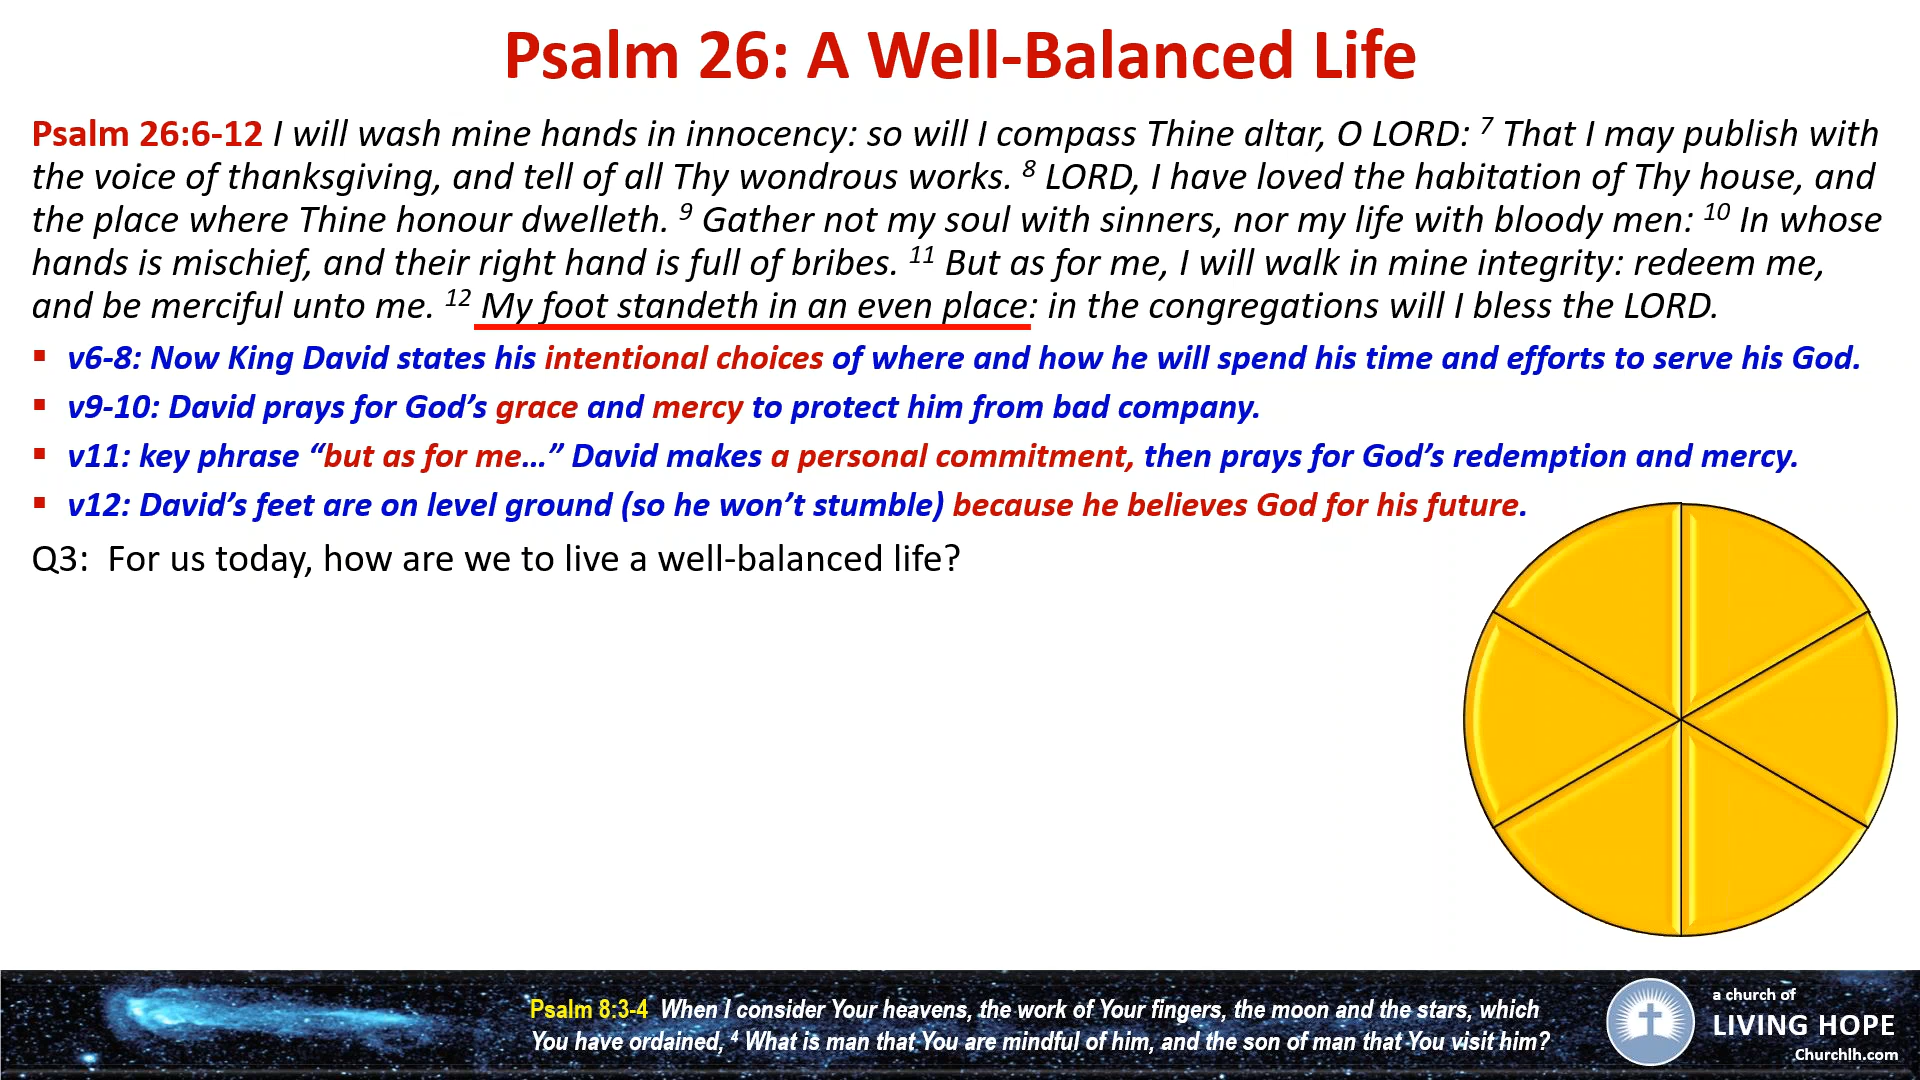 Psalm 26: A Well-Balanced Life
Psalm 26:6-12 I will wash mine hands in innocency: so will I compass Thine altar, O LORD: 7 That I may publish with
the voice of thanksgiving, and tell of all Thy wondrous works. 8 LORD, I have loved the habitation of Thy house, and
the place where Thine honour dwelleth. 9 Gather not my soul with sinners, nor my life with bloody men: 10 In whose
hands is mischief, and their right hand is full of bribes. 11 But as for me, I will walk in mine integrity: redeem me,
and be merciful unto me. 12 My foot standeth in an even place: in the congregations will I bless the LORD.
▪ v6-8: Now King David states his intentional choices of where and how he will spend his time and efforts to serve his God.
▪ v9-10: David prays for God’s grace and mercy to protect him from bad company.
▪ v11: key phrase “but as for me…” David makes a personal commitment, then prays for God’s redemption and mercy.
▪ v12: David’s feet are on level ground (so he won’t stumble) because he believes God for his future.
Q3: For us today, how are we to live a well-balanced life?
Psalm 8:3-4 When I consider Your heavens, the work of Your fingers, the moon and the stars, which
You have ordained, 4 What is man that You are mindful of him, and the son of man that You visit him?
a church of
LIVING HOPE
Churchlh.com